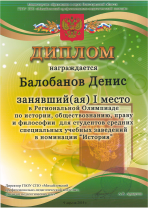 ДИПЛОМ
награждается
Балобанов Денис
занявший(ая) I место
в Региональной Олимпиаде
по истории, обществознанию, праву
и философии для студентов средних
специальных учебных заведений
в номинации "История"